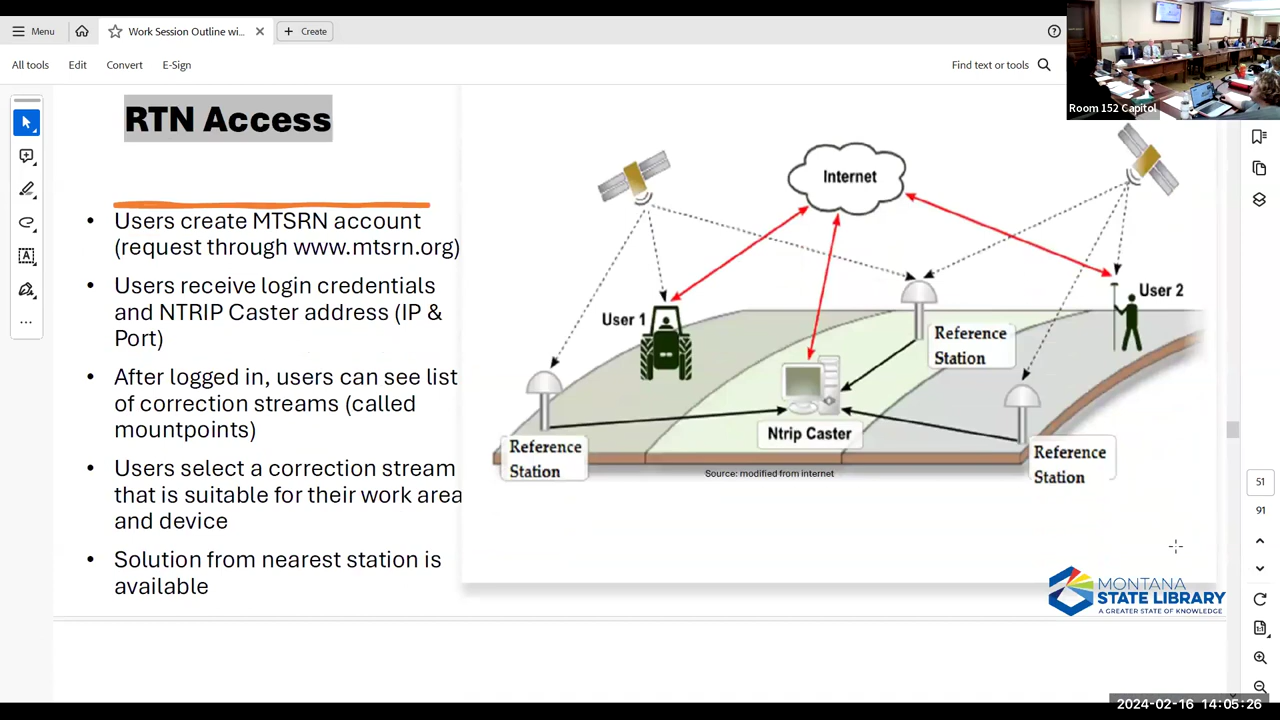 Menu
Work Session Outline wi...
Create
All tools
Edit
Convert
E-Sign
Find text or tools
Room 152 Capitol
RTN Access
• Users create MTSRN account
(request through www.mtsrn.org)
• Users receive login credentials
and NTRIP Caster address (IP &
Port)
• After logged in, users can see list
of correction streams (called
mountpoints)
• Users select a correction stream
that is suitable for their work area
and device
• Solution from nearest station is
available
Internet
User 1
User 2
Reference
Station
Ntrip Caster
Reference
Station
Reference
Station
Source: modified from internet
51
91
MONTANA
STATE LIBRARY
A GREATER STATE OF KNOWLEDGE
2024-02-16 14:05:26